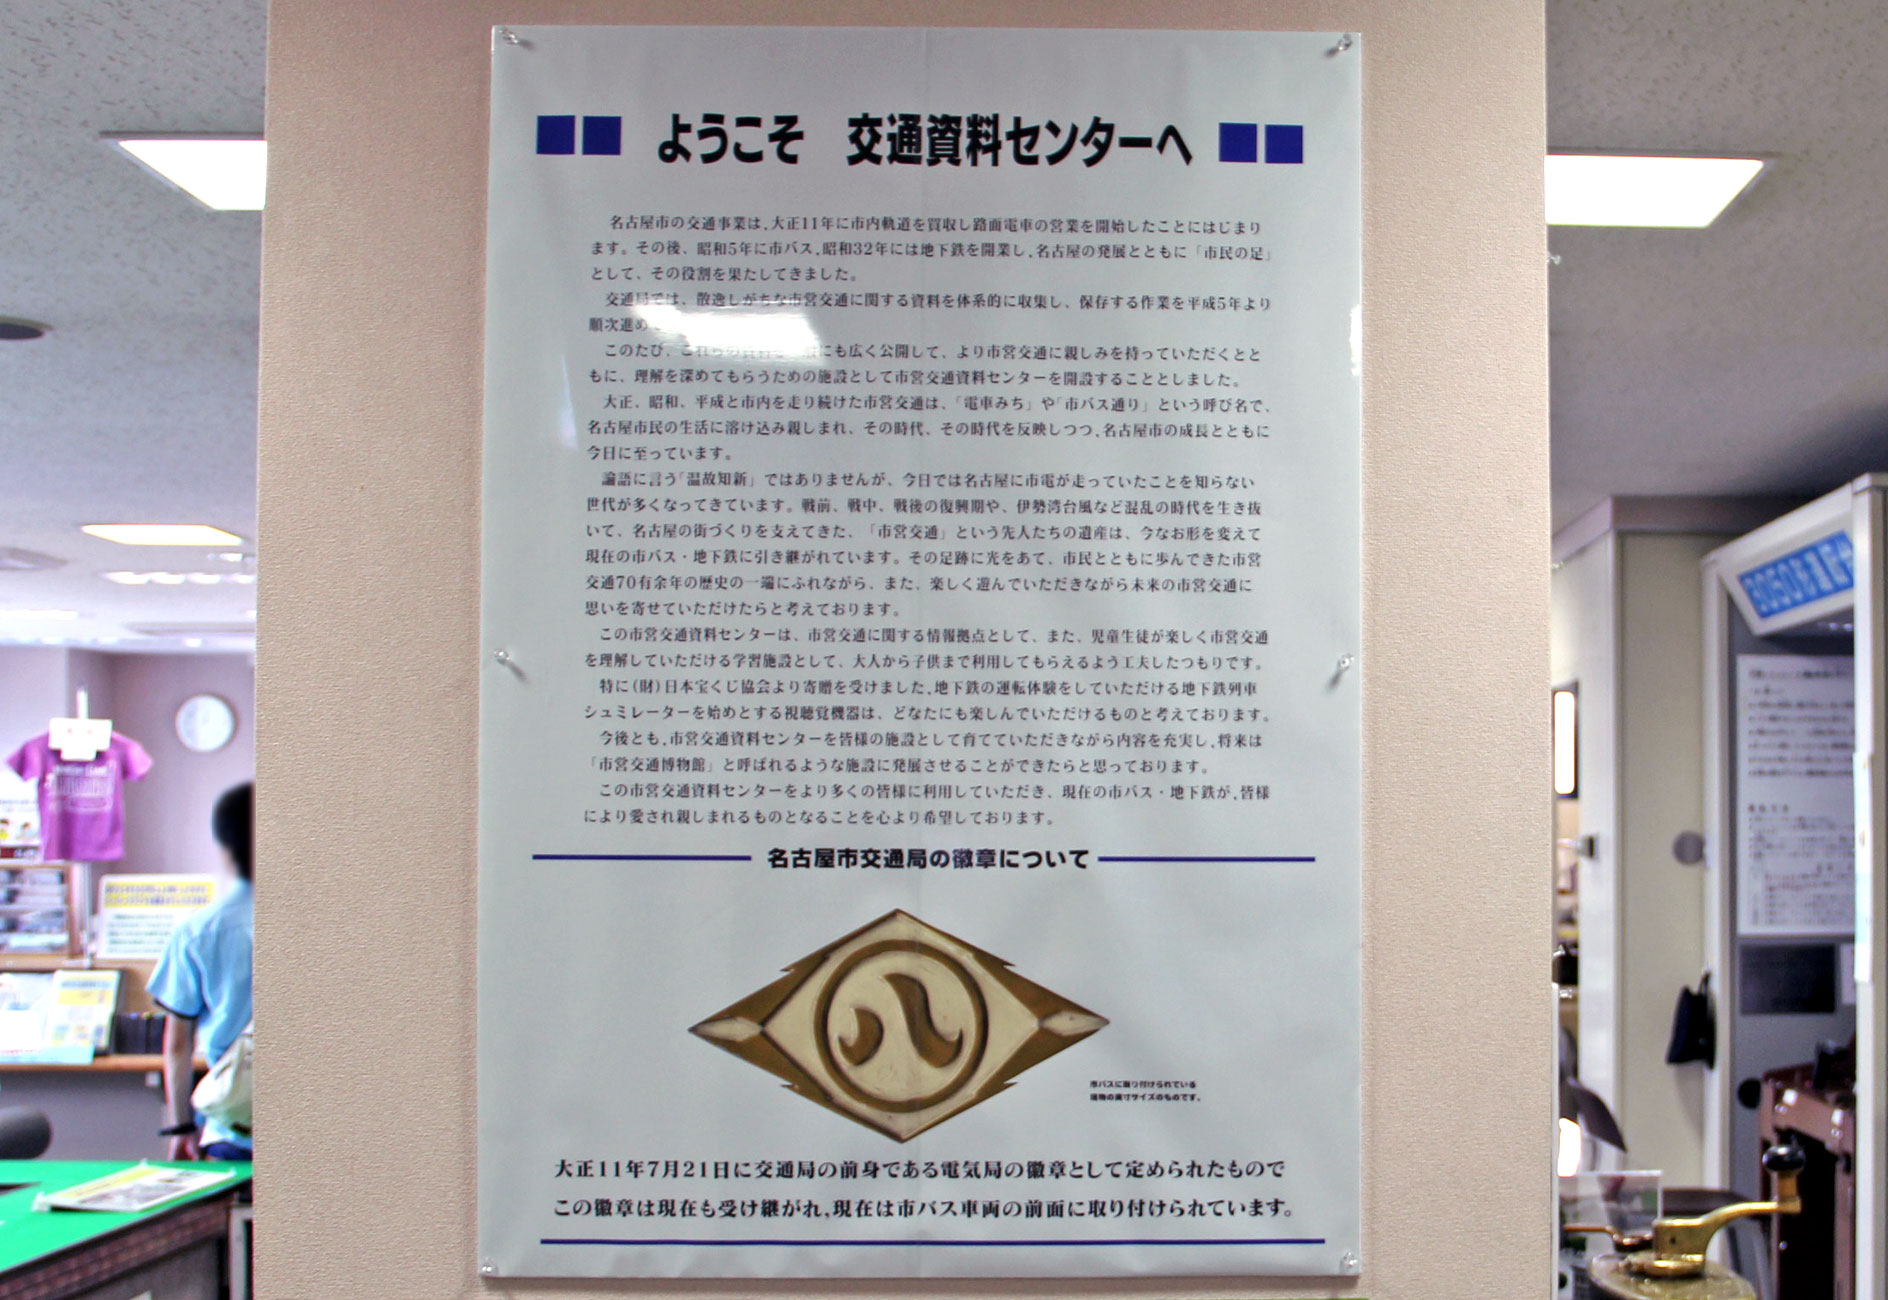 ようこそ 交通資料センターへ
名古屋市の交通事業は、大正11年に市内軌道を買収し路面電車の営業を開始したことにはじまり
ます。その後、昭和5年に市バス、昭和32年には地下鉄を開業し、名古屋の発展とともに「市民の足」
として、その役割を果たしてきました。
交通局では、散逸しがちな市営交通に関する資料を体系的に収集し、保存する作業を平成5年より
順次進め
このたび、これらの資料を にも広く公開して、より市営交通に親しみを持っていただくとと
もに、理解を深めてもらうための施設として市営交通資料センターを開設することとしました。
大正、昭和、平成と市内を走り続けた市営交通は、「電車みち」や「市バス通り」という呼び名で、
名古屋市民の生活に溶け込み親しまれ、その時代、その時代を反映しつつ、名古屋市の成長とともに
今日に至っています。
論語に言う「温故知新」ではありませんが、今日では名古屋に市電が走っていたことを知らない
世代が多くなってきています。戦前、戦中、戦後の復興期や、伊勢湾台風など混乱の時代を生き抜
いて、名古屋の街づくりを支えてきた、「市営交通」という先人たちの遺産は、今なお形を変えて
現在の市バス・地下鉄に引き継がれています。その足跡に光をあて、市民とともに歩んできた市営
交通70有余年の歴史の一端にふれながら、また、楽しく遊んでいただきながら未来の市営交通に
思いを寄せていただけたらと考えております。
この市営交通資料センターは、市営交通に関する情報拠点として、また、児童生徒が楽しく市営交通
を理解していただける学習施設として、大人から子供まで利用してもらえるよう工夫したつもりです。
特に(財)日本宝くじ協会より寄贈を受けました、地下鉄の運転体験をしていただける地下鉄列車
シュミレーターを始めとする視聴覚機器は、どなたにも楽しんでいただけるものと考えております。
今後とも、市営交通資料センターを皆様の施設として育てていただきながら内容を充実し、将来は
「市営交通博物館」と呼ばれるような施設に発展させることができたらと思っております。
この市営交通資料センターをより多くの皆様に利用していただき、現在の市バス・地下鉄が、皆様
により愛され親しまれるものとなることを心より希望しております。
名古屋市交通局の徽章について
八
市バスに取り付けられている
現物の実寸サイズのものです。
大正11年7月21日に交通局の前身である電気局の徽章として定められたもので
この徽章は現在も受け継がれ、現在は市バス車両の前面に取り付けられています。